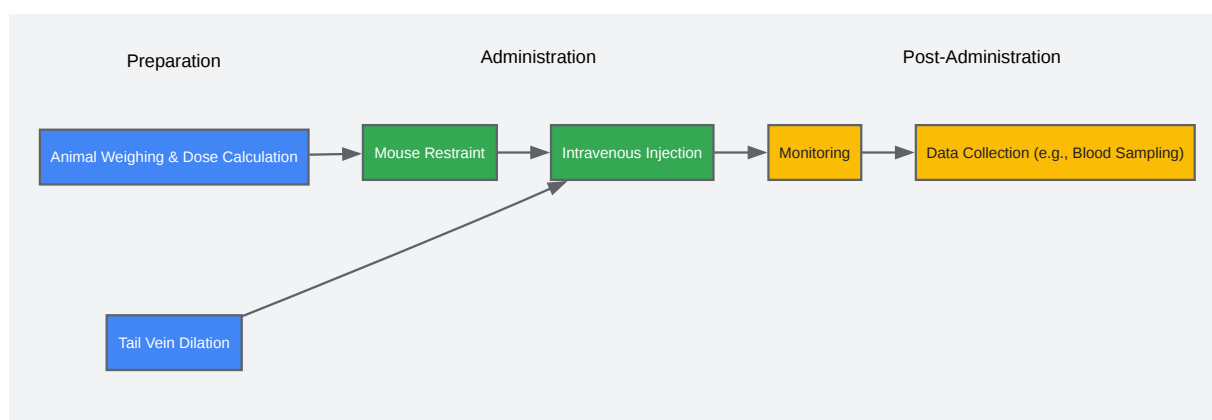 Preparation
Administration
Post-Administration
Animal Weighing & Dose Calculation
Mouse Restraint
Intravenous Injection
Monitoring
Data Collection (e.g., Blood Sampling)
Tail Vein Dilation